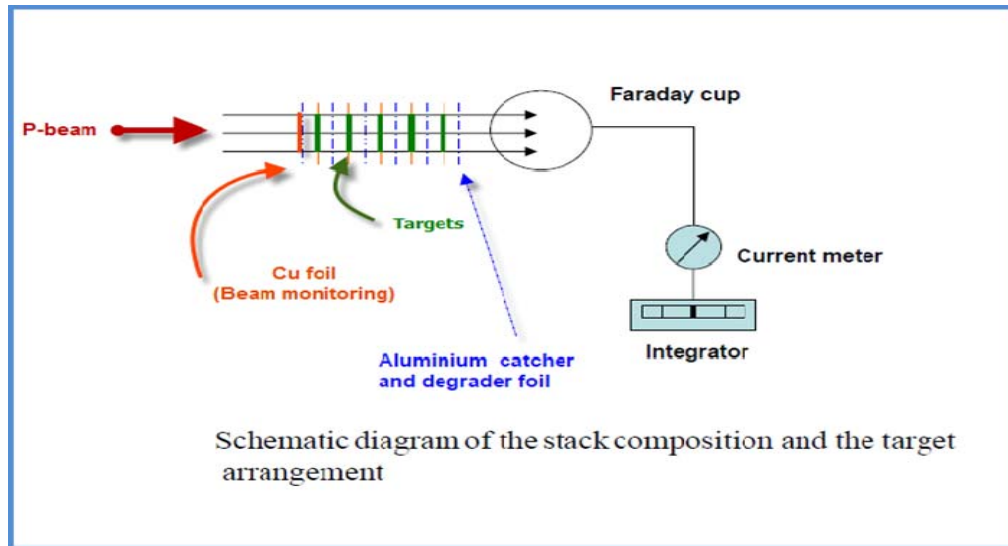 Faraday cup
P-beam
Targets
Cu foil
(Beam monitoring)
Current meter
Integrator
Aluminium catcher
and degrader foil
Schematic diagram of the stack composition and the target
arrangement